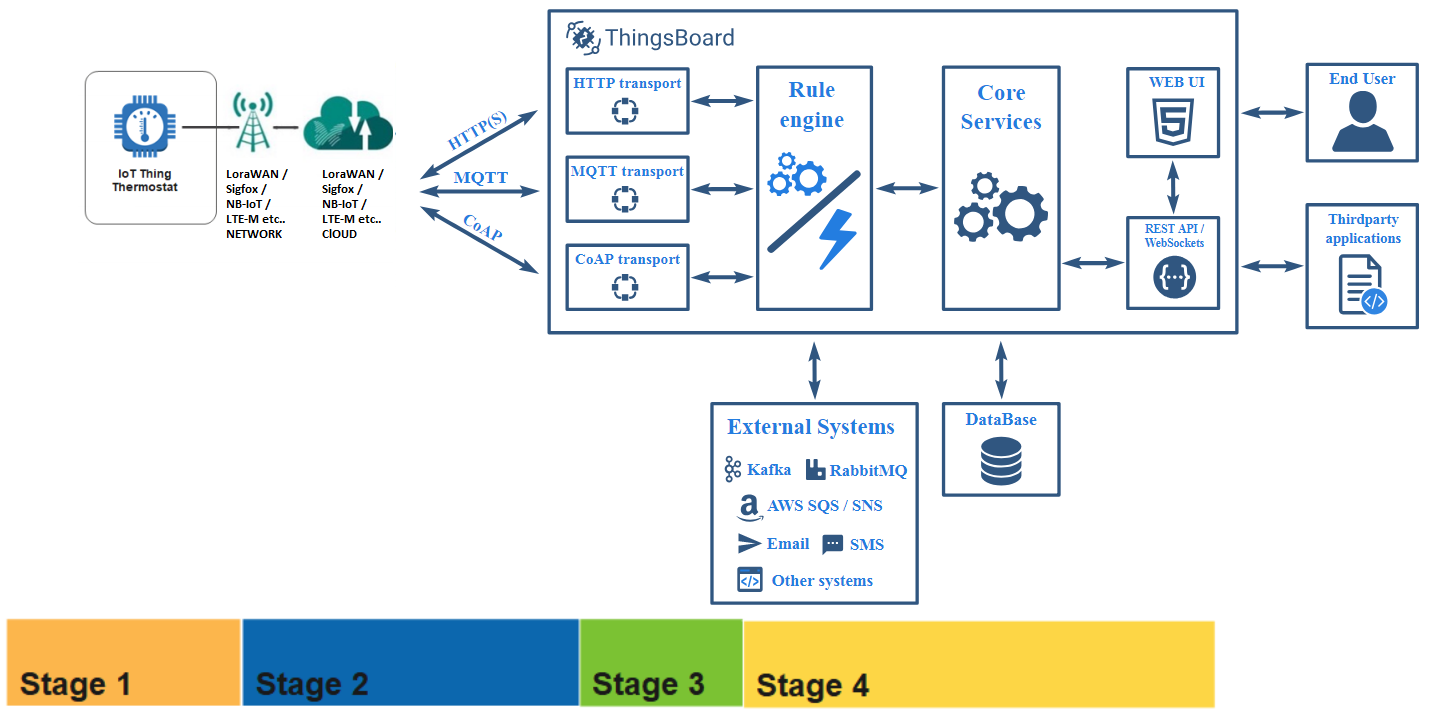 ThingsBoard
IoT Thing
Thermostat
LoraWAN /
Sigfox /
NB-IoT /
LTE-M etc..
NETWORK
LoraWAN /
Sigfox /
NB-IoT /
LTE-M etc..
ClOUD
HTTP(S)
MQTT
CoAP
HTTP transport
MQTT transport
CoAP transport
Rule
engine
Core
Services
WEB UI
REST API /
WebSockets
{...}
End User
Thirdparty
applications
</>
External Systems
Kafka
RabbitMQ
AWS SQS / SNS
Email
SMS
</>
Other systems
DataBase
Stage 1
Stage 2
Stage 3
Stage 4